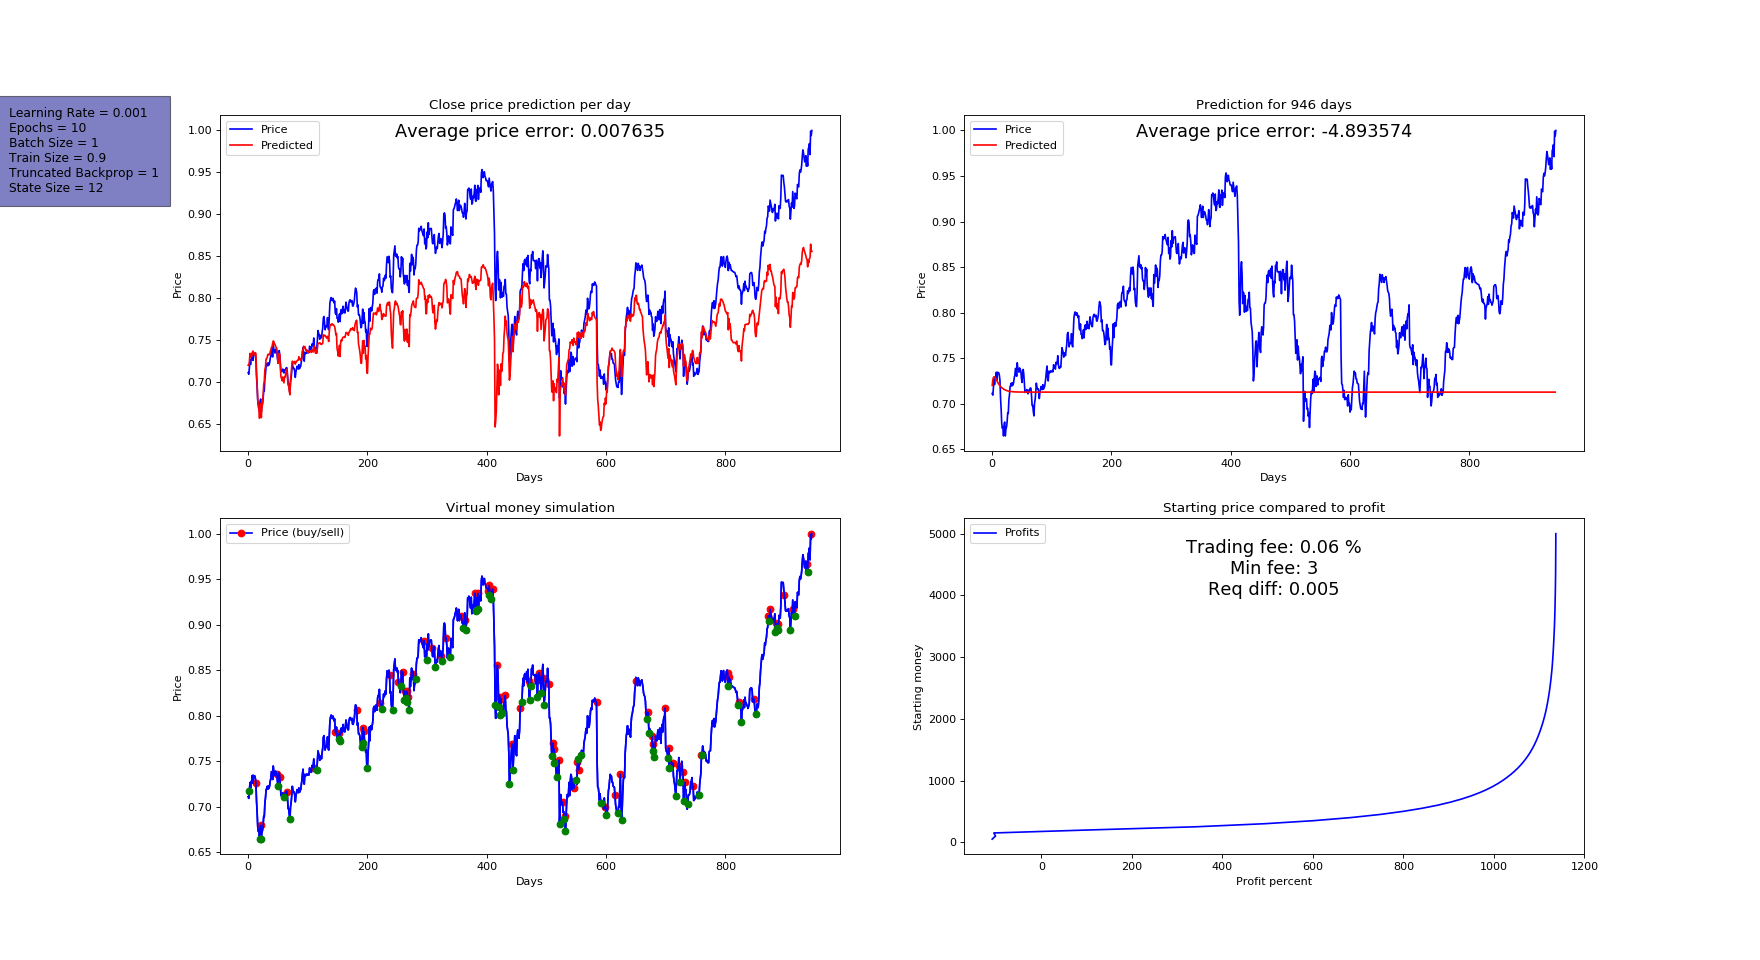 Learning Rate = 0.001
Epochs = 10
Batch Size = 1
Train Size = 0.9
Truncated Backprop = 1
State Size = 12
Close price prediction per day
Average price error: 0.007635
Price
Predicted
1.00
0.95
0.90
0.85
0.80
0.75
0.70
0.65
Price
0
200
400
600
800
Days
Prediction for 946 days
Average price error: -4.893574
Price
Predicted
1.00
0.95
0.90
0.85
0.80
0.75
0.70
0.65
Price
0
200
400
600
800
Days
Virtual money simulation
Price (buy/sell)
1.00
0.95
0.90
0.85
0.80
0.75
0.70
0.65
Price
0
200
400
600
800
Days
Starting price compared to profit
Profits
Trading fee: 0.06 %
Min fee: 3
Req diff: 0.005
5000
4000
3000
2000
1000
0
Starting money
0
200
400
600
800
1000
1200
Profit percent